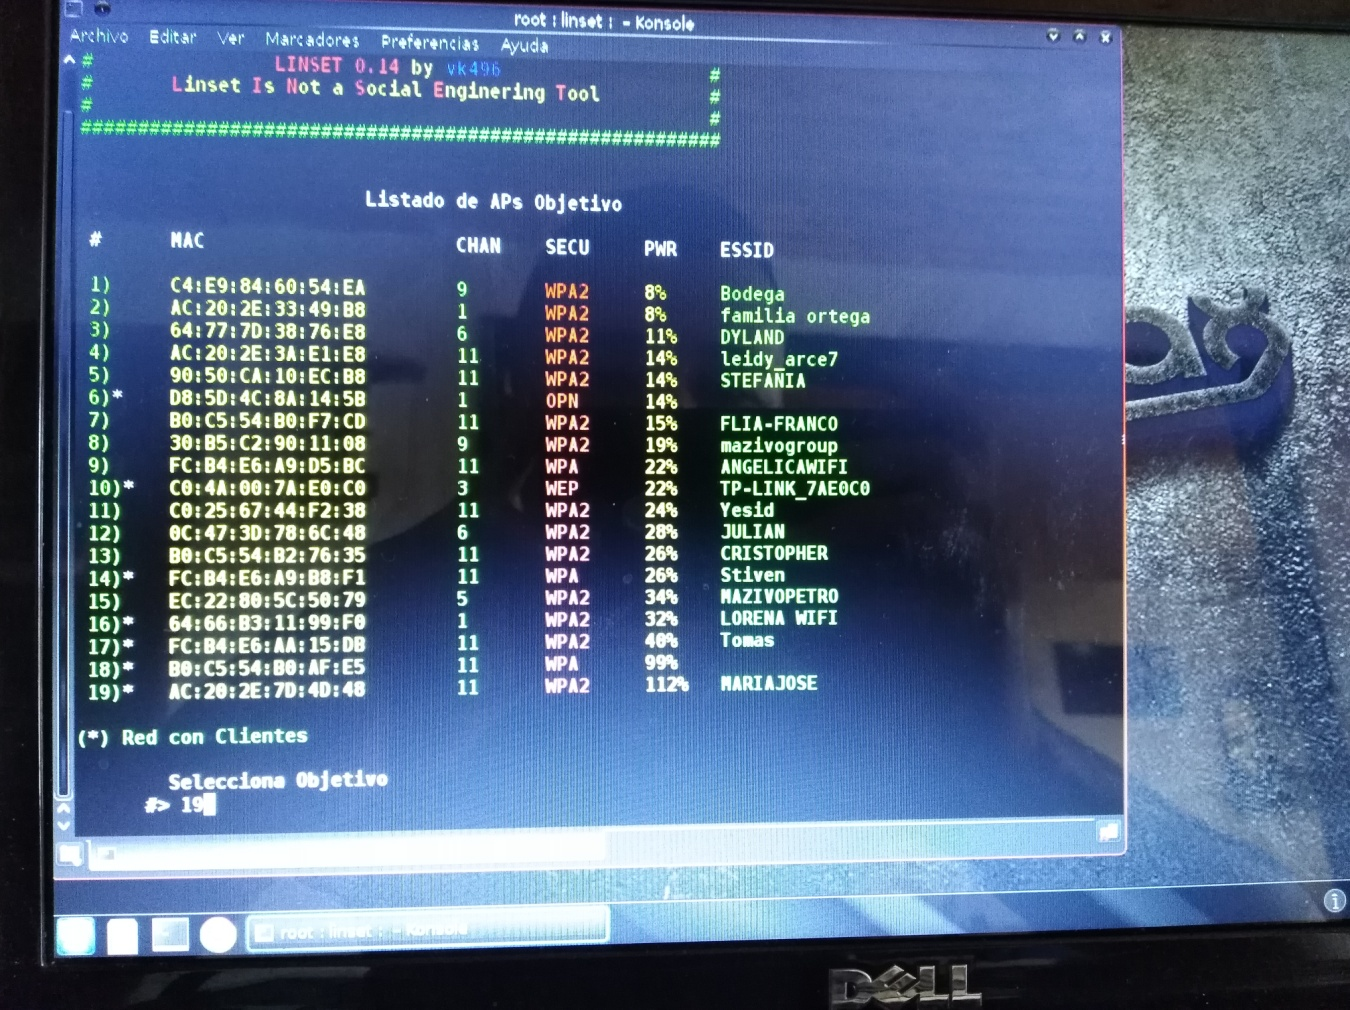 root : linset : - Konsole
Archivo Editar Ver Marcadores Preferencias Ayuda
# LINSET 0.14 by vk496 #
# Linset Is Not a Social Enginering Tool #
# #
################################################################
Listado de APs Objetivo
# MAC CHAN SECU PWR ESSID
1) C4:E9:84:60:54:EA 9 WPA2 8% Bodega
2) AC:20:2E:33:49:B8 1 WPA2 8% familia ortega
3) 64:77:7D:38:76:E8 6 WPA2 11% DYLAND
4) AC:20:2E:3A:E1:E8 11 WPA2 14% leidy_arce7
5) 90:50:CA:10:EC:B8 11 WPA2 14% STEFANIA
6)* D8:5D:4C:8A:14:5B 1 OPN 14%
7) B0:C5:54:B0:F7:CD 11 WPA2 15% FLIA-FRANCO
8) 30:B5:C2:90:11:08 9 WPA2 19% mazivogroup
9) FC:B4:E6:A9:D5:BC 11 WPA 22% ANGELICAWIFI
10)* C0:4A:00:7A:E0:C0 3 WEP 22% TP-LINK_7AE0C0
11) C0:25:67:44:F2:38 11 WPA2 24% Yesid
12) 0C:47:3D:78:6C:48 6 WPA2 28% JULIAN
13) B0:C5:54:B2:76:35 11 WPA2 26% CRISTOPHER
14)* FC:B4:E6:A9:B8:F1 11 WPA 26% Stiven
15) EC:22:80:5C:50:79 5 WPA2 34% MAZIVOPETRO
16)* 64:66:B3:11:99:F0 1 WPA2 32% LORENA WIFI
17)* FC:B4:E6:AA:15:DB 11 WPA2 40% Tomas
18)* B0:C5:54:B0:AF:E5 11 WPA 99%
19)* AC:20:2E:7D:4D:48 11 WPA2 112% MARIAJOSE
(*) Red con Clientes
Selecciona Objetivo
#> 19
root : linset : - Konsole
DELL